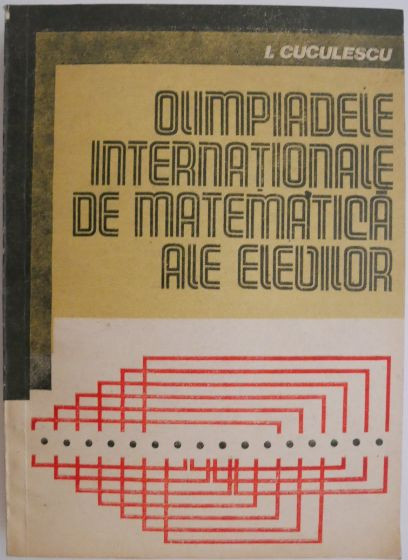 I. CUCULESCU
OLIMPIADELE
INTERNAȚIONALE
DE MATEMATICĂ
ALE ELEVILOR